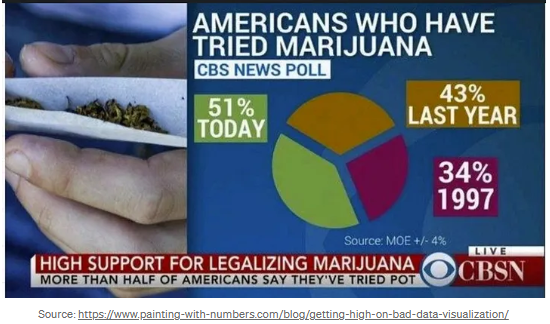 AMERICANS WHO HAVE
TRIED MARIJUANA
CBS NEWS POLL
51%
TODAY
43%
LAST YEAR
34%
1997
Source: MOE +/- 4%
LIVE
HIGH SUPPORT FOR LEGALIZING MARIJUANA
MORE THAN HALF OF AMERICANS SAY THEY'VE TRIED POT
CBSN
Source: https://www.painting-with-numbers.com/blog/getting-high-on-bad-data-visualization/